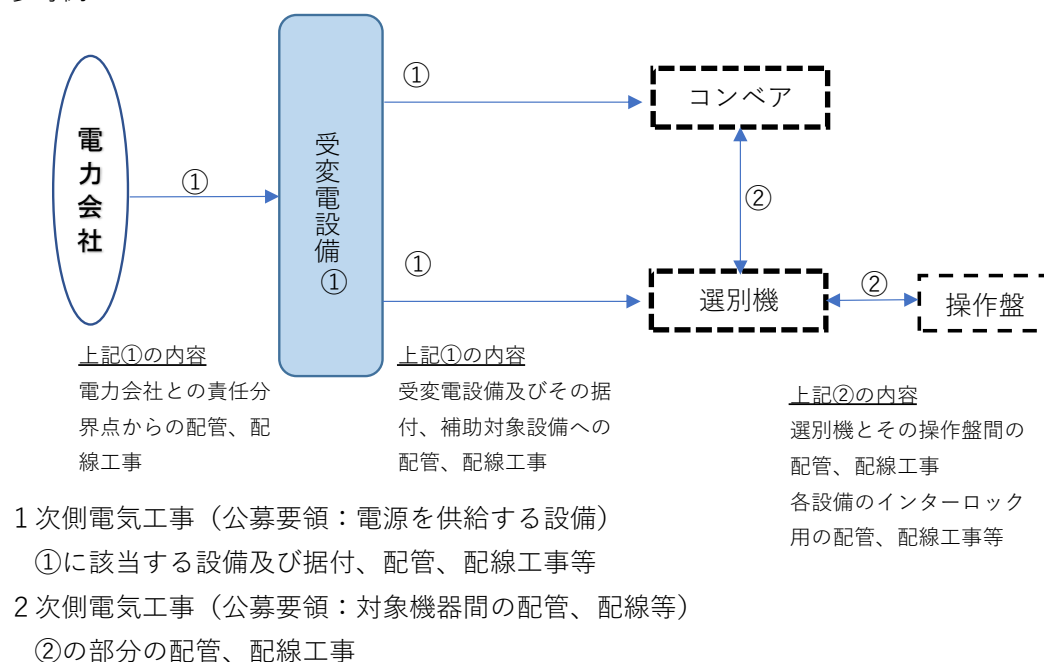 電力会社
①
受変電設備①
①
コンベア
②
①
選別機
②
操作盤
上記①の内容
電力会社との責任分
界点からの配管、配
線工事
上記①の内容
受変電設備及びその据
付、補助対象設備への
配管、配線工事
上記②の内容
選別機とその操作盤間の
配管、配線工事
各設備のインターロック
用の配管、配線工事等
1次側電気工事（公募要領：電源を供給する設備）
①に該当する設備及び据付、配管、配線工事等
2次側電気工事（公募要領：対象機器間の配管、配線等）
②の部分の配管、配線工事